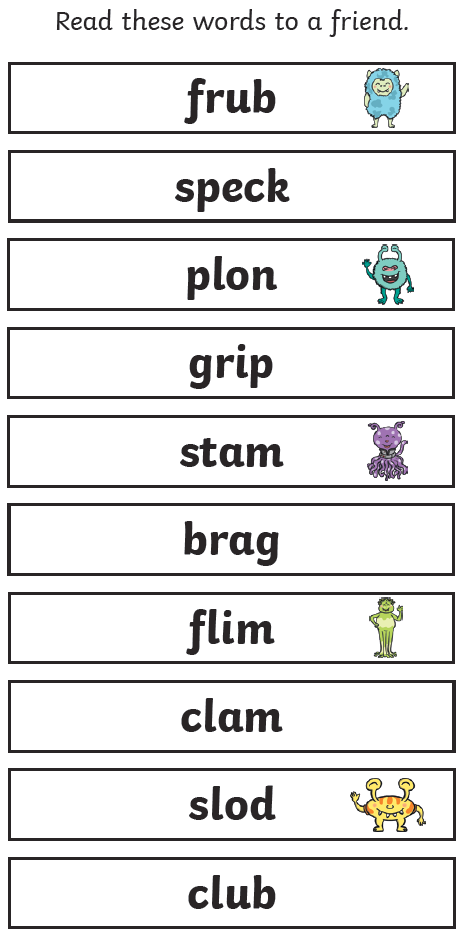 Read these words to a friend.
frub
speck
plon
grip
stam
brag
flim
clam
slod
club